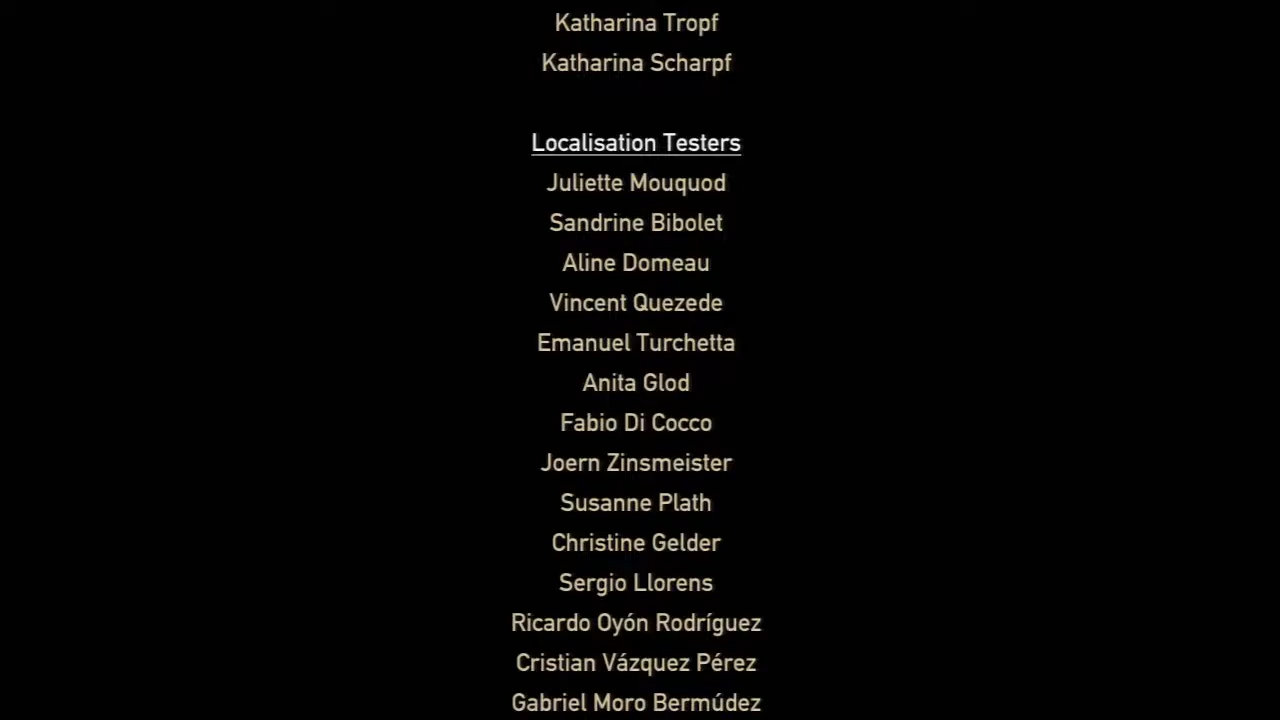 Katharina Tropf
Katharina Scharpf
Localisation Testers
Juliette Mouquod
Sandrine Bibolet
Aline Domeau
Vincent Quezede
Emanuel Turchetta
Anita Glod
Fabio Di Cocco
Joern Zinsmeister
Susanne Plath
Christine Gelder
Sergio Llorens
Ricardo Oyón Rodríguez
Cristian Vázquez Pérez
Gabriel Moro Bermúdez